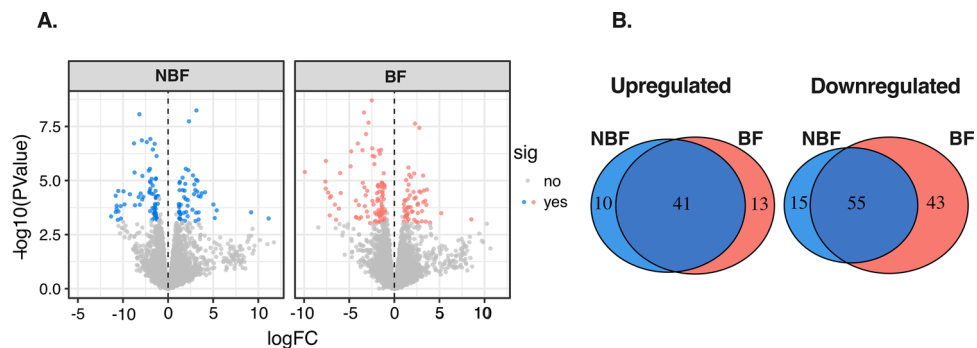 A.
B.
NBF
BF
-log10(PValue)
7.5
5.0
2.5
0.0
-5
-10
-5
0
5
10
-10
-5
0
5
10
logFC
sig
no
yes
Upregulated
Downregulated
NBF
BF
NBF
BF
10
41
13
15
55
43